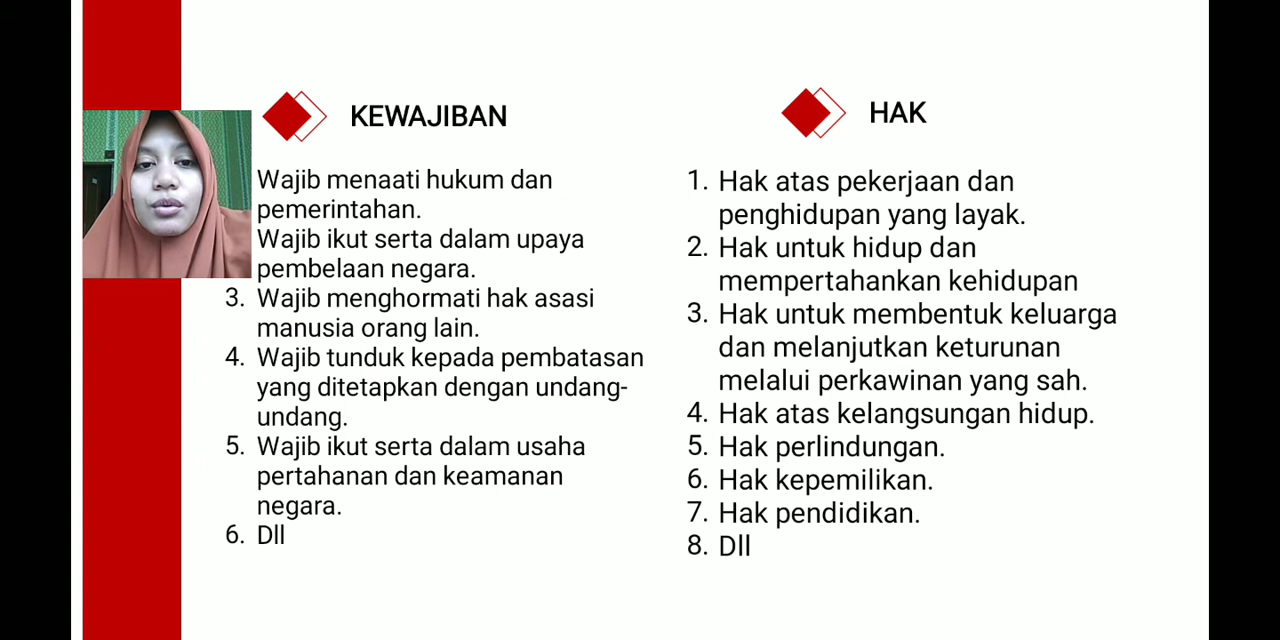 KEWAJIBAN
Wajib menaati hukum dan
pemerintahan.
Wajib ikut serta dalam upaya
pembelaan negara.
3. Wajib menghormati hak asasi
manusia orang lain.
4. Wajib tunduk kepada pembatasan
yang ditetapkan dengan undang-
undang.
5. Wajib ikut serta dalam usaha
pertahanan dan keamanan
negara.
6. Dll
HAK
1. Hak atas pekerjaan dan
penghidupan yang layak.
2. Hak untuk hidup dan
mempertahankan kehidupan
3. Hak untuk membentuk keluarga
dan melanjutkan keturunan
melalui perkawinan yang sah.
4. Hak atas kelangsungan hidup.
5. Hak perlindungan.
6. Hak kepemilikan.
7. Hak pendidikan.
8. Dll